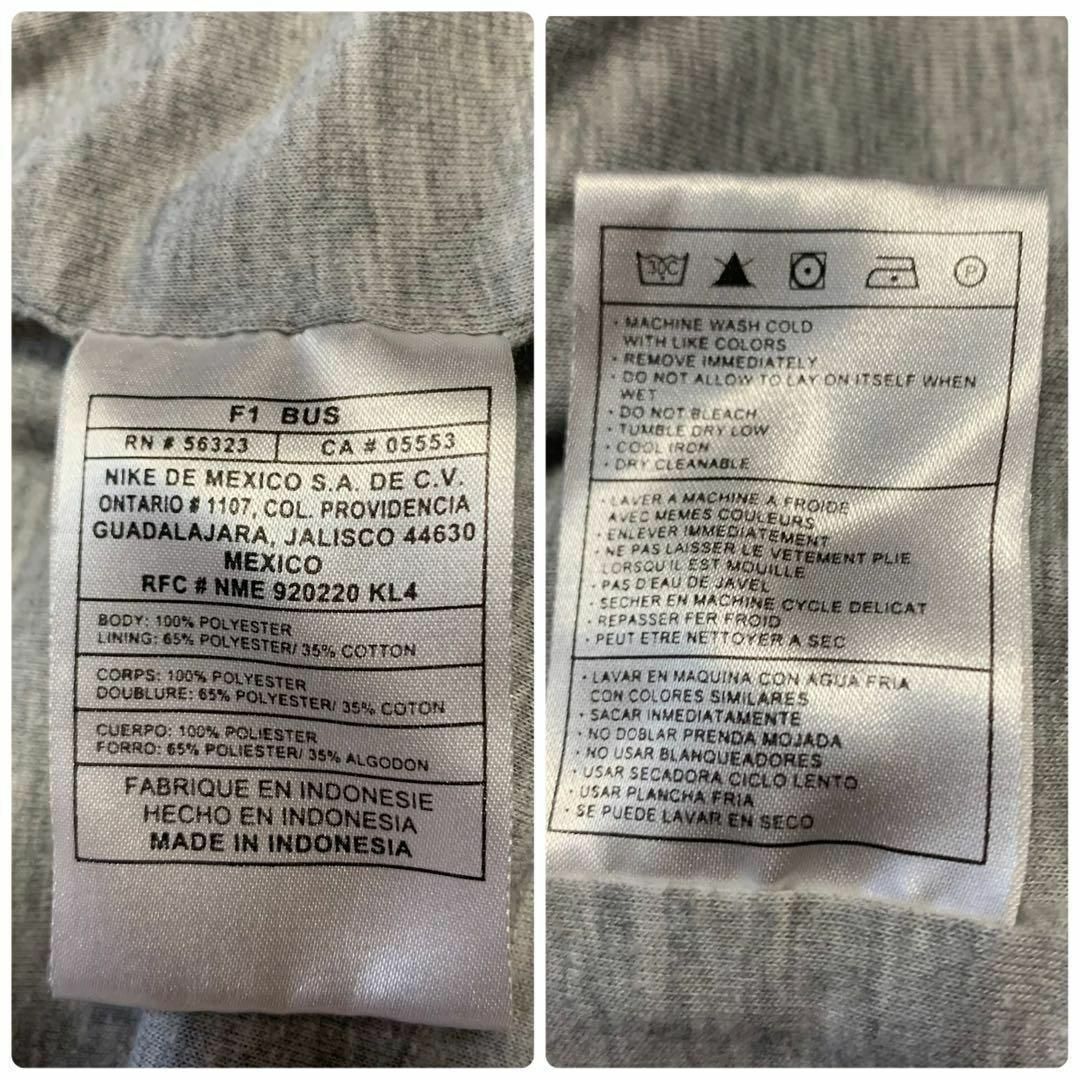 F1 BUS
RN # 56323 CA # 05553
NIKE DE MEXICO S.A. DE C.V.
ONTARIO # 1107, COL. PROVIDENCIA
GUADALAJARA, JALISCO 44630
MEXICO
RFC # NME 920220 KL4
BODY: 100% POLYESTER
LINING: 65% POLYESTER/ 35% COTTON
CORPS: 100% POLYESTER
DOUBLURE: 65% POLYESTER/ 35% COTON
CUERPO: 100% POLIESTER
FORRO: 65% POLIESTER/ 35% ALGODON
FABRIQUE EN INDONESIE
HECHO EN INDONESIA
MADE IN INDONESIA
30C P
· MACHINE WASH COLD
WITH LIKE COLORS
· REMOVE IMMEDIATELY
· DO NOT ALLOW TO LAY ON ITSELF WHEN
WET
· DO NOT BLEACH
· TUMBLE DRY LOW
· COOL IRON
· DRY CLEANABLE
· LAVER A MACHINE A FROIDE
AVEC MEMES COULEURS
· ENLEVER IMMEDIATEMENT
· NE PAS LAISSER LE VETEMENT PLIE
LORSQU'IL EST MOUILLE
· PAS D'EAU DE JAVEL
· SECHER EN MACHINE CYCLE DELICAT
· REPASSER FER FROID
· PEUT ETRE NETTOYER A SEC
· LAVAR EN MAQUINA CON AGUA FRIA
CON COLORES SIMILARES
· SACAR INMEDIATAMENTE
· NO DOBLAR PRENDA MOJADA
· NO USAR BLANQUEADORES
· USAR SECADORA CICLO LENTO
· USAR PLANCHA FRIA
· SE PUEDE LAVAR EN SECO